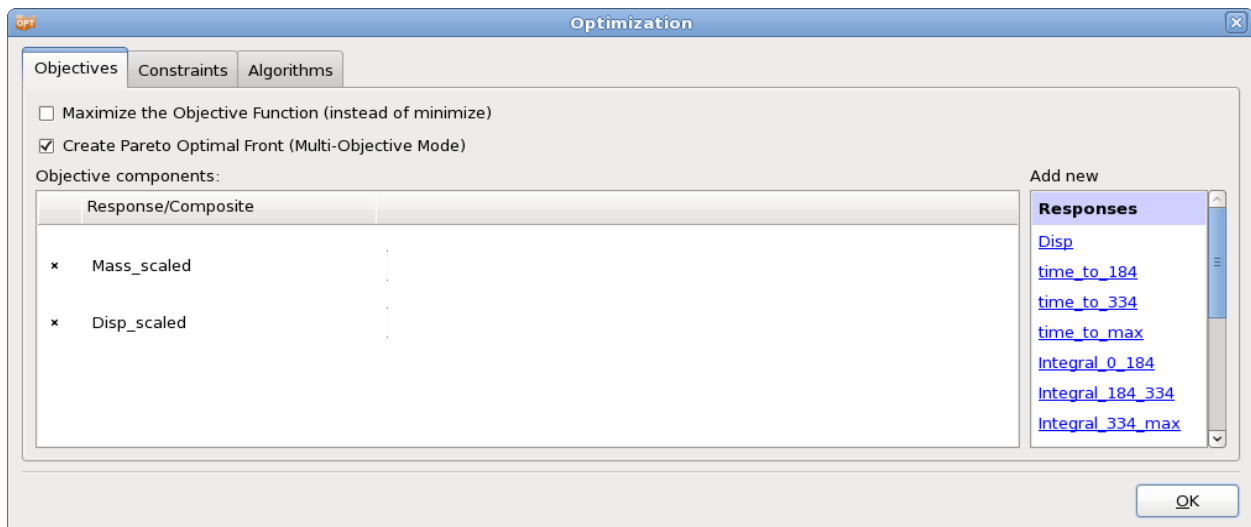 OPT Optimization
Objectives Constraints Algorithms
Maximize the Objective Function (instead of minimize)
Create Pareto Optimal Front (Multi-Objective Mode)
Objective components: Add new
Response/Composite Responses
Disp
Mass_scaled
time_to_184
time_to_334
Disp_scaled
time_to_max
Integral_0_184
Integral_184_334
Integral_334_max
OK